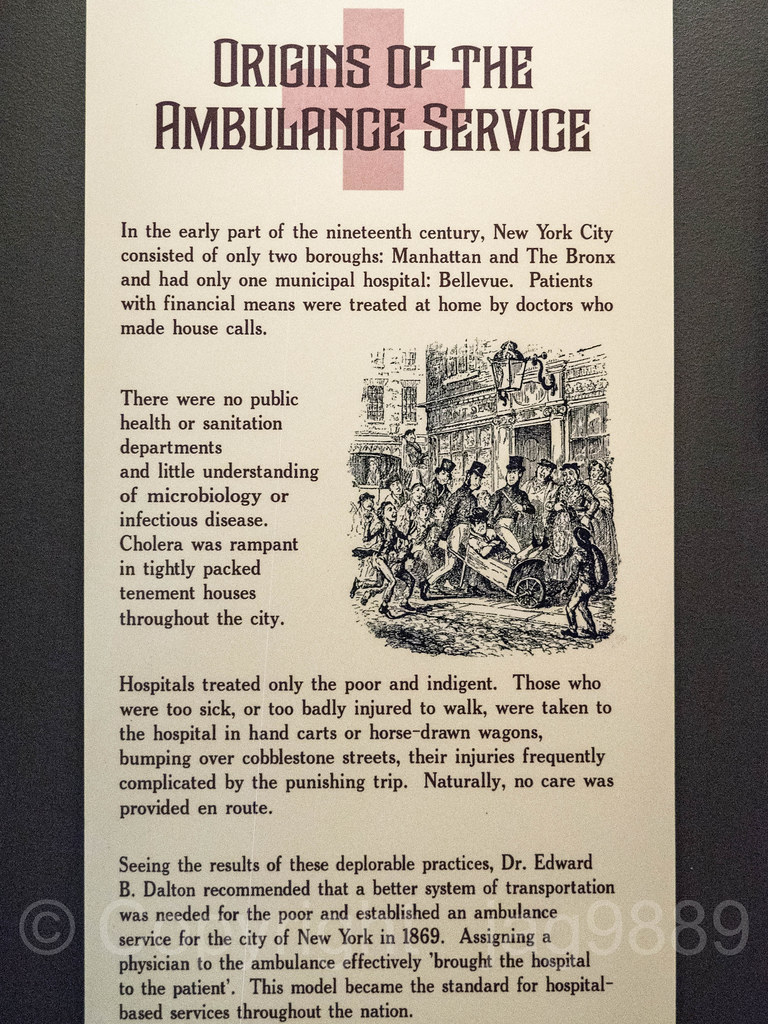 ORIGINS OF THE
AMBULANCE SERVICE
In the early part of the nineteenth century, New York City
consisted of only two boroughs: Manhattan and The Bronx
and had only one municipal hospital: Bellevue. Patients
with financial means were treated at home by doctors who
made house calls.
There were no public
health or sanitation
departments
and little understanding
of microbiology or
infectious disease.
Cholera was rampant
in tightly packed
tenement houses
throughout the city.
Hospitals treated only the poor and indigent. Those who
were too sick, or too badly injured to walk, were taken to
the hospital in hand carts or horse-drawn wagons,
bumping over cobblestone streets, their injuries frequently
complicated by the punishing trip. Naturally, no care was
provided en route.
Seeing the results of these deplorable practices, Dr. Edward
B. Dalton recommended that a better system of transportation
was needed for the poor and established an ambulance
service for the city of New York in 1869. Assigning a
physician to the ambulance effectively 'brought the hospital
to the patient'. This model became the standard for hospital-
based services throughout the nation.